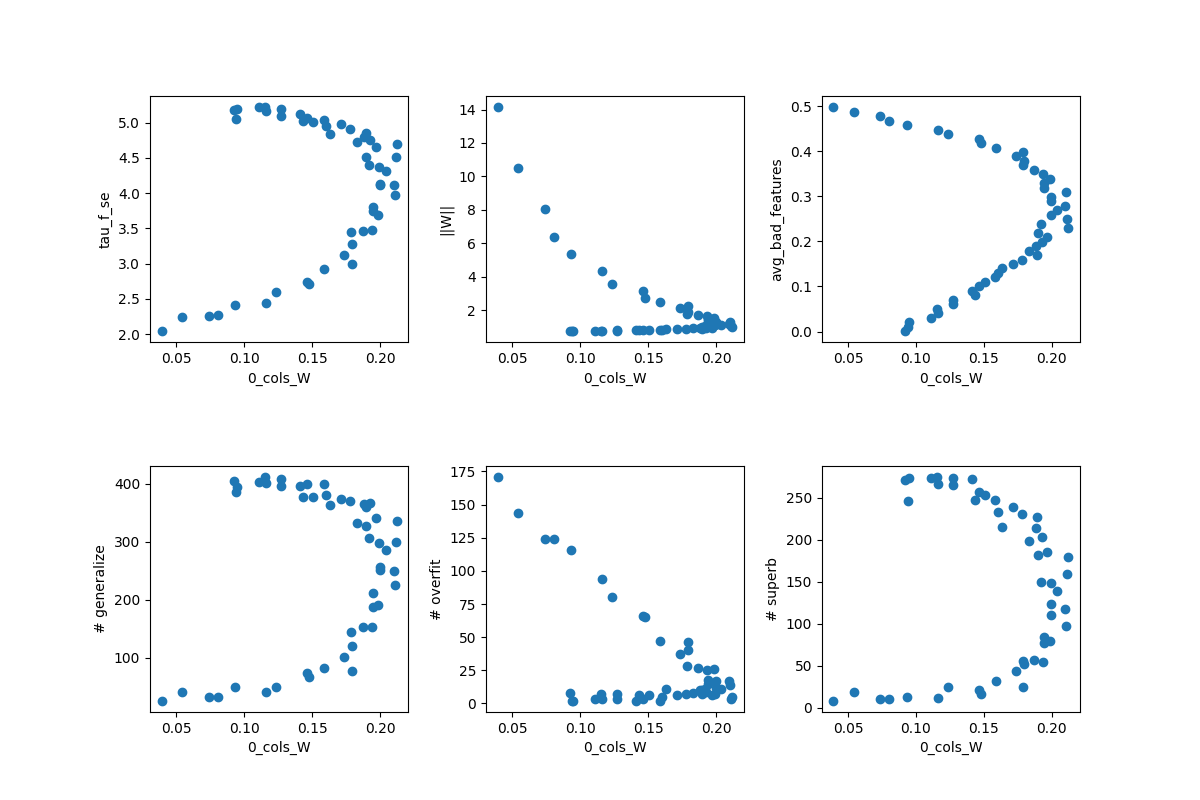 5.0
4.5
4.0
3.5
3.0
2.5
2.0
tau_f_se
0.05 0.10 0.15 0.20
0_cols_W
14
12
10
8
6
4
2
||W||
0.05 0.10 0.15 0.20
0_cols_W
0.5
0.4
0.3
0.2
0.1
0.0
avg_bad_features
0.05 0.10 0.15 0.20
0_cols_W
400
300
200
100
# generalize
0.05 0.10 0.15 0.20
0_cols_W
175
150
125
100
75
50
25
0
# overfit
0.05 0.10 0.15 0.20
0_cols_W
250
200
150
100
50
0
# superb
0.05 0.10 0.15 0.20
0_cols_W